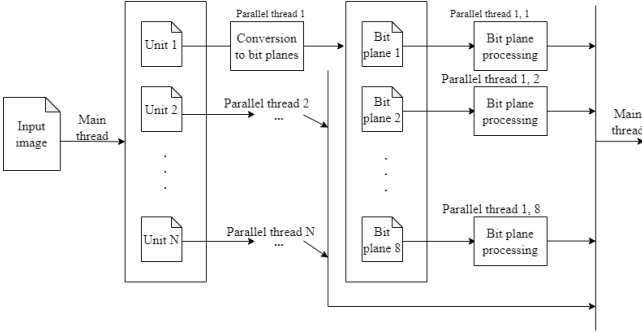 Parallel thread 1
Parallel thread 1, 1
Unit 1
Conversion
to bit planes
Bit
plane 1
Bit plane
processing
Parallel thread 1, 2
Unit 2
Parallel thread 2
...
Bit
plane 2
Bit plane
processing
Input
image
Main
thread
Main
thread
.
.
.
.
.
.
Parallel thread 1, 8
Unit N
Parallel thread N
...
Bit
plane 8
Bit plane
processing